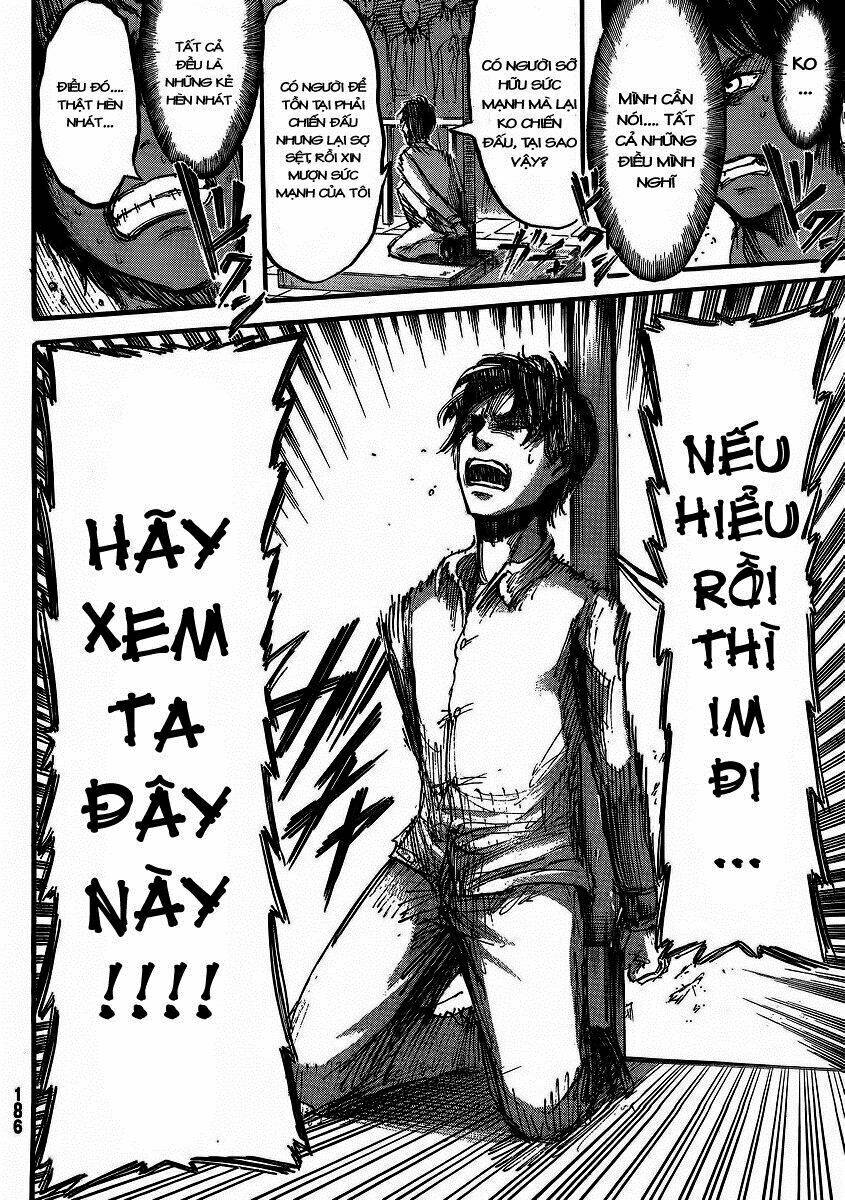 KO
...
MÌNH CẦN
NÓI.... TẤT
CẢ NHỮNG
ĐIỀU MÌNH
NGHĨ
CÓ NGƯỜI SỞ
HỮU SỨC
MẠNH MÀ LẠI
KO CHIẾN
ĐẤU, TẠI SAO
VẬY?
CÓ NGƯỜI ĐỂ
TỒN TẠI PHẢI
CHIẾN ĐẤU
NHƯNG LẠI SỢ
SỆT, RỒI XIN
MƯỢN SỨC
MẠNH CỦA TÔI
TẤT CẢ
ĐỀU LÀ
NHỮNG KẺ
HÈN NHÁT
ĐIỀU ĐÓ....
THẬT HÈN
NHÁT...
NẾU
HIỂU
RỒI
THÌ
IM
ĐI
...
HÃY
XEM
TA
ĐÂY
NÀY
!!!!
186